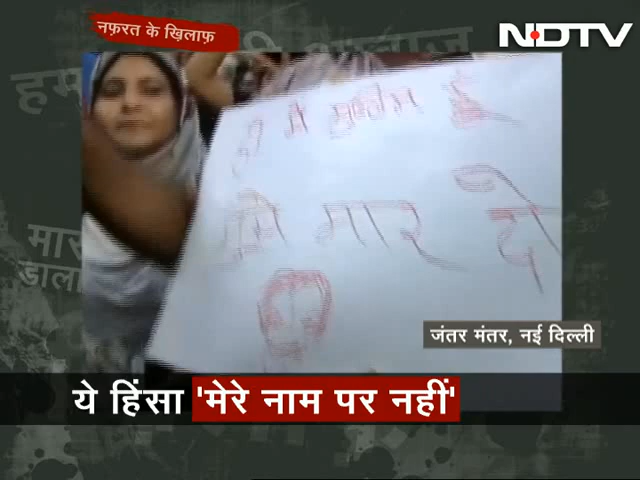 नफ़रत के ख़िलाफ़
NDTV
हाँ मैं मुस्लिम हूँ
मुझे मार दो
मार
डाला
जंतर मंतर, नई दिल्ली
ये हिंसा 'मेरे नाम पर नहीं'